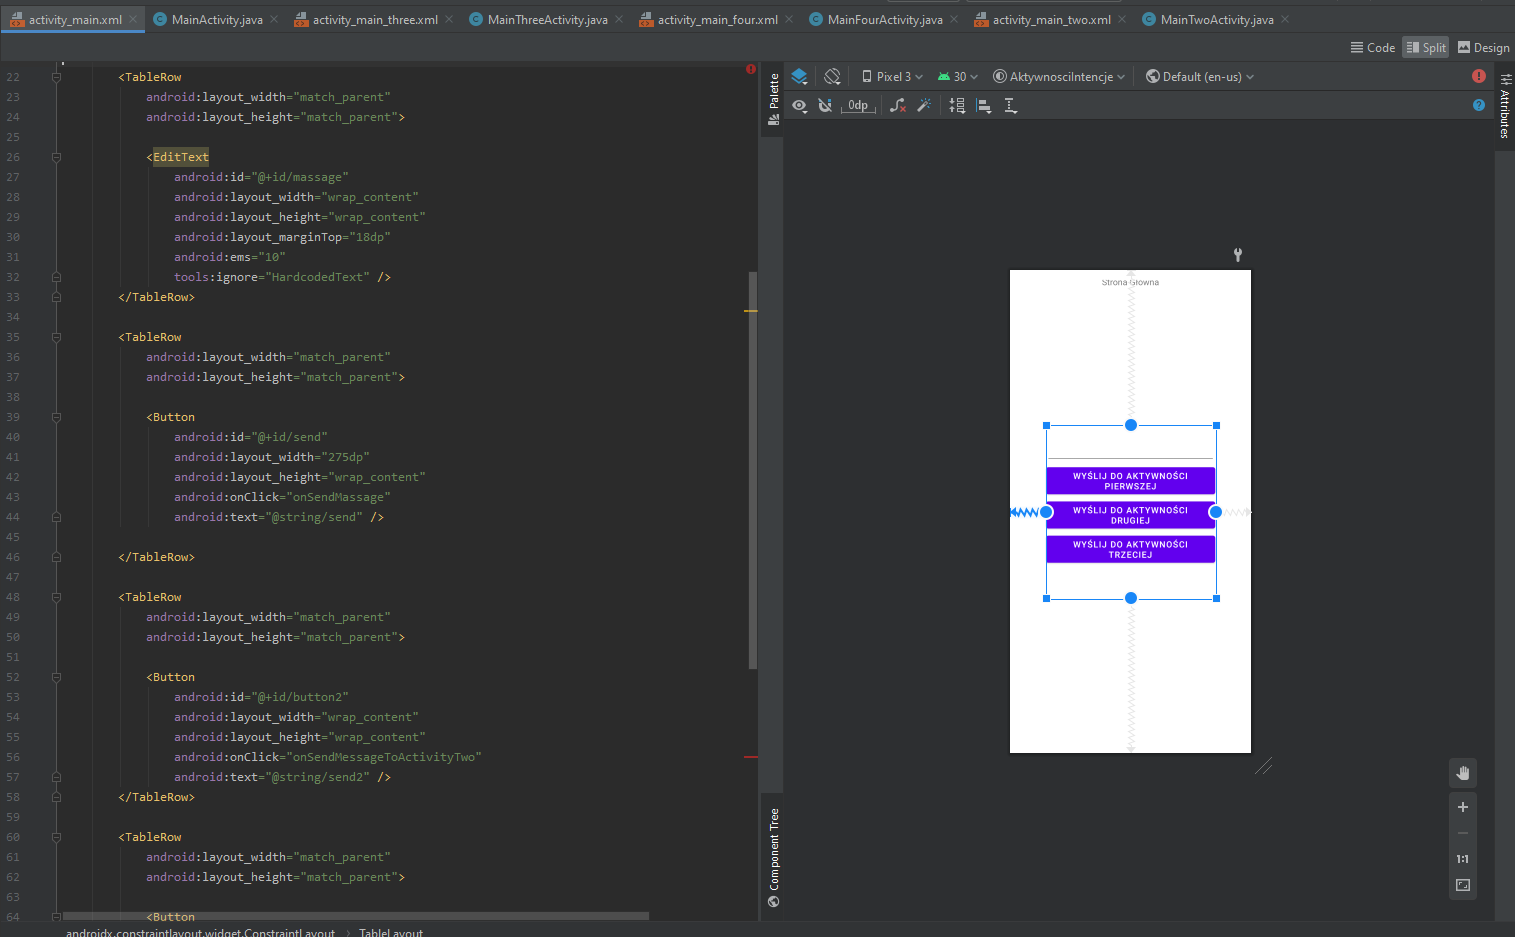 activity_main.xml MainActivity.java activity_main_three.xml MainThreeActivity.java activity_main_four.xml MainFourActivity.java activity_main_two.xml MainTwoActivity.java
Code Split Design
22 <TableRow
23 android:layout_width="match_parent"
24 android:layout_height="match_parent">
25
26 <EditText
27 android:id="@+id/massage"
28 android:layout_width="wrap_content"
29 android:layout_height="wrap_content"
30 android:layout_marginTop="18dp"
31 android:ems="10"
32 tools:ignore="HardcodedText" />
33 </TableRow>
34
35 <TableRow
36 android:layout_width="match_parent"
37 android:layout_height="match_parent">
38
39 <Button
40 android:id="@+id/send"
41 android:layout_width="275dp"
42 android:layout_height="wrap_content"
43 android:onClick="onSendMassage"
44 android:text="@string/send" />
45
46 </TableRow>
47
48 <TableRow
49 android:layout_width="match_parent"
50 android:layout_height="match_parent">
51
52 <Button
53 android:id="@+id/button2"
54 android:layout_width="wrap_content"
55 android:layout_height="wrap_content"
56 android:onClick="onSendMessageToActivityTwo"
57 android:text="@string/send2" />
58 </TableRow>
59
60 <TableRow
61 android:layout_width="match_parent"
62 android:layout_height="match_parent">
63
64 <Button
androidx.constraintlayout.widget.ConstraintLayout TableLayout
Palette
Component Tree
Pixel 3 30 AktywnosciIntencje Default (en-us)
0dp
Strona Głowna
WYŚLIJ DO AKTYWNOŚCI
PIERWSZEJ
WYŚLIJ DO AKTYWNOŚCI
DRUGIEJ
WYŚLIJ DO AKTYWNOŚCI
TRZECIEJ
1:1
Attributes